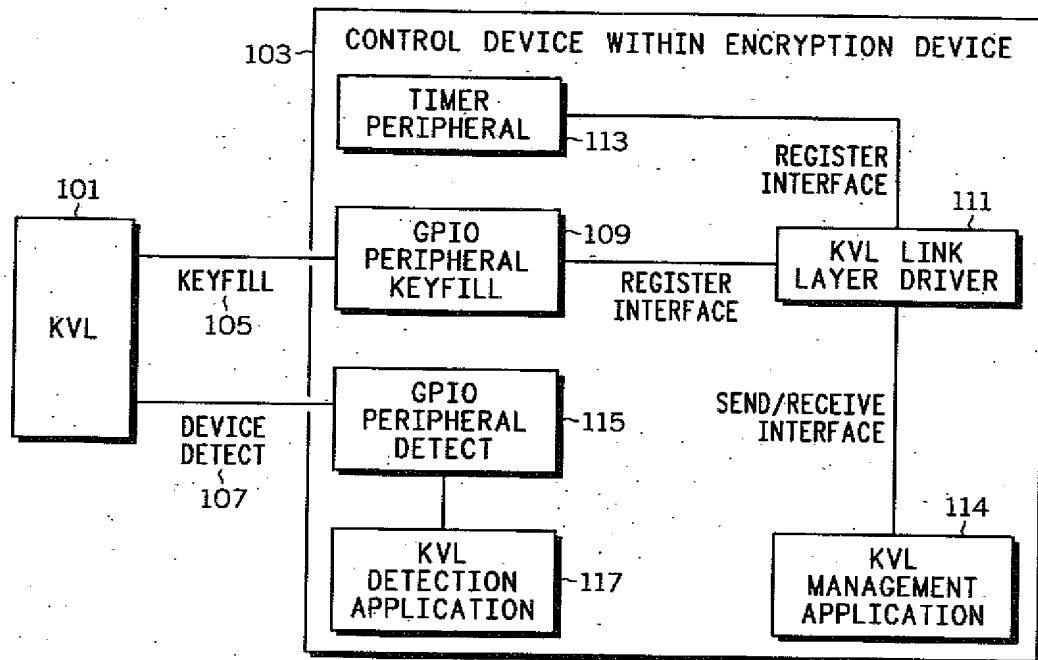 103
CONTROL DEVICE WITHIN ENCRYPTION DEVICE
TIMER
PERIPHERAL
113
REGISTER
INTERFACE
101
KVL
KEYFILL
105
GPIO
PERIPHERAL
KEYFILL
109
REGISTER
INTERFACE
111
KVL LINK
LAYER DRIVER
DEVICE
DETECT
107
GPIO
PERIPHERAL
DETECT
115
SEND/RECEIVE
INTERFACE
KVL
DETECTION
APPLICATION
117
114
KVL
MANAGEMENT
APPLICATION